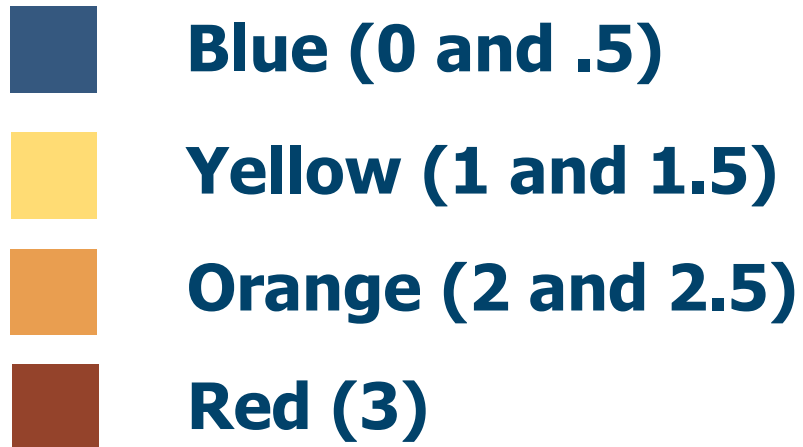 Blue (0 and .5)
Yellow (1 and 1.5)
Orange (2 and 2.5)
Red (3)